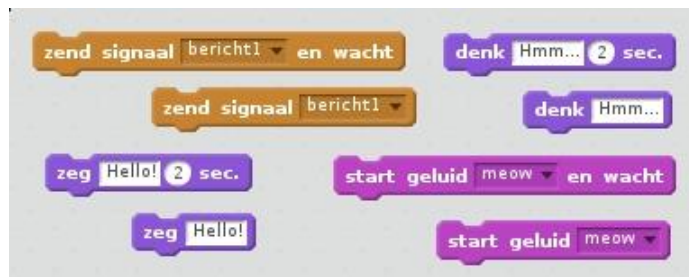 zend signaal bericht1 en wacht
denk Hmm... 2 sec.
zend signaal bericht1
denk Hmm...
zeg Hello! 2 sec.
start geluid meow en wacht
zeg Hello!
start geluid meow